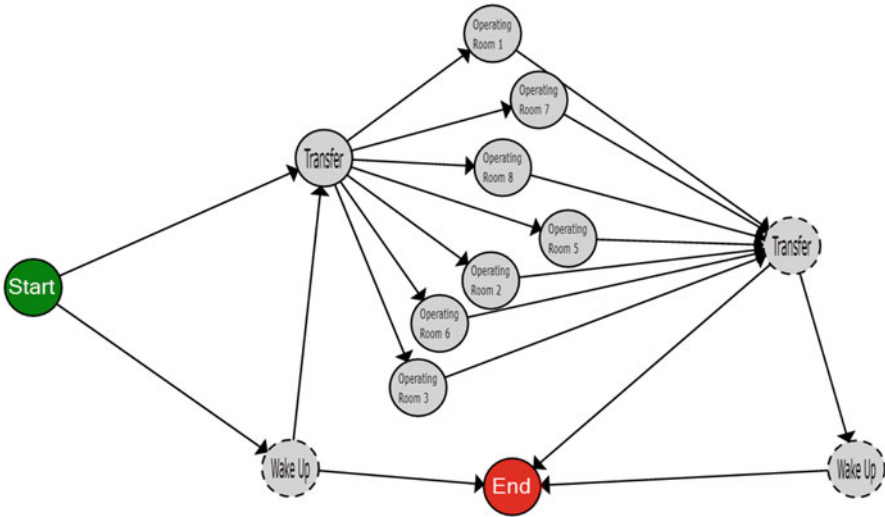 Operating
Room 1
Operating
Room 7
Transfer
Operating
Room 8
Operating
Room 5
Transfer
Start
Operating
Room 2
Operating
Room 6
Operating
Room 3
Wake Up
End
Wake Up